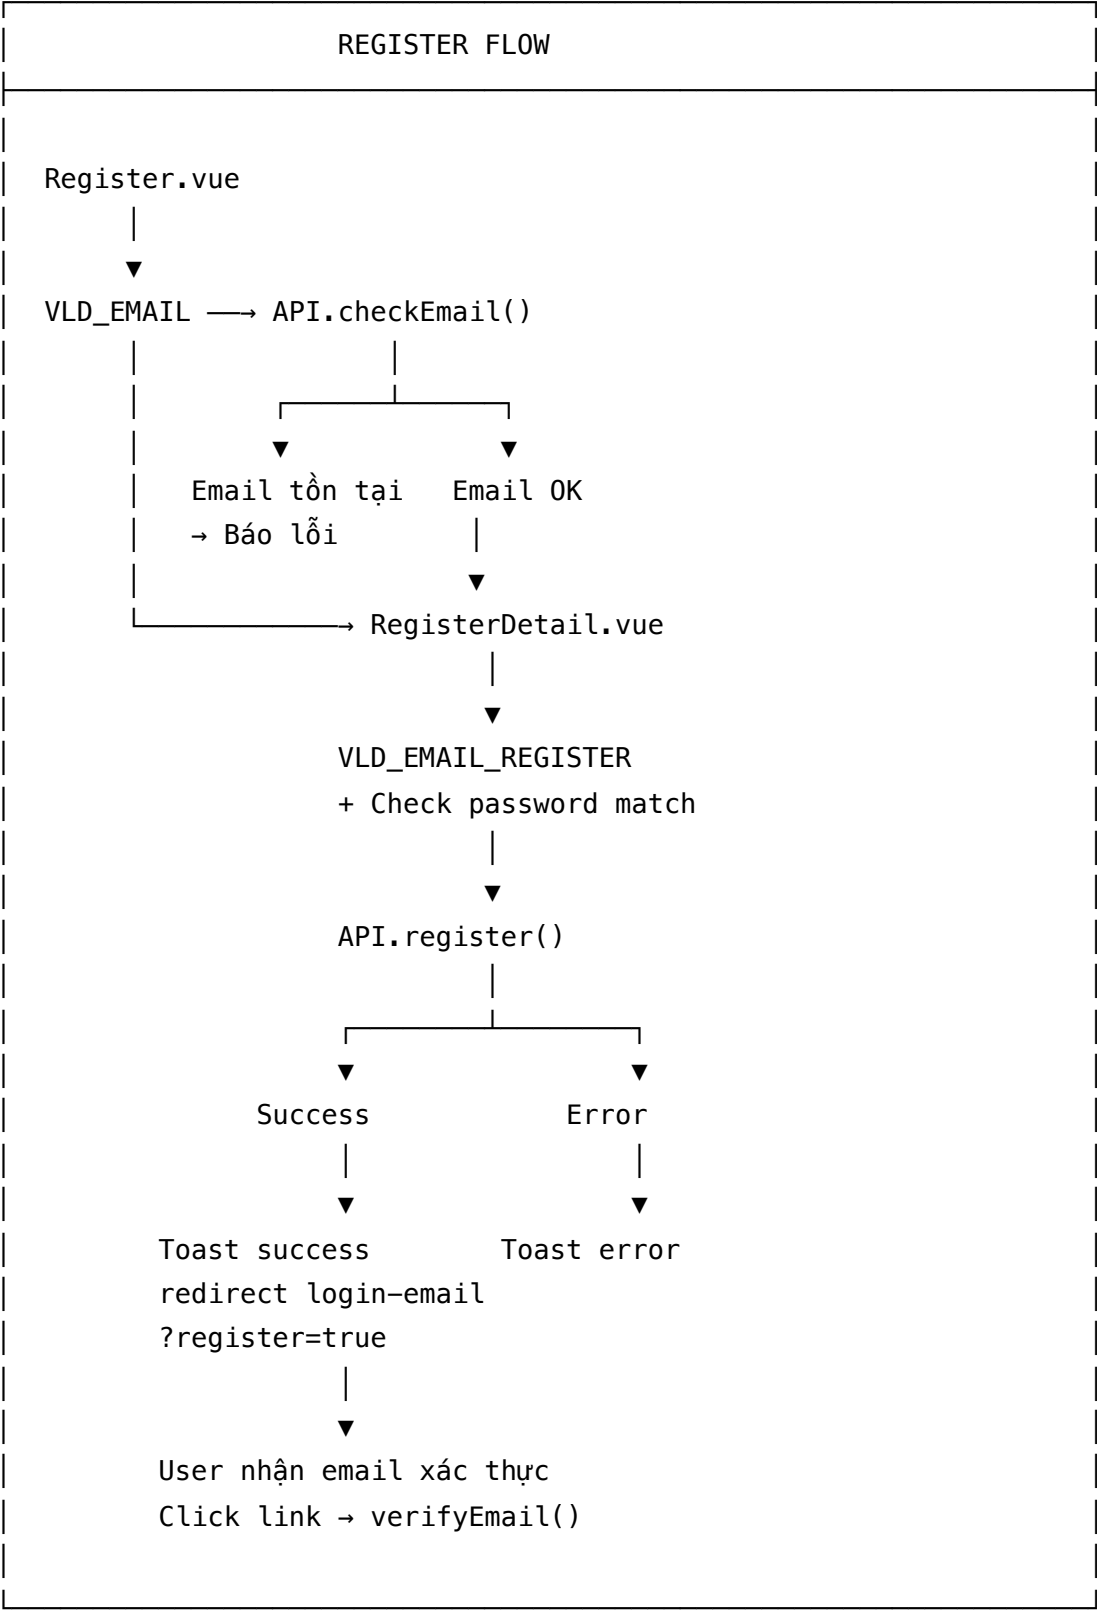 REGISTER FLOW
Register.vue
VLD_EMAIL ──→ API.checkEmail()
Email tồn tại Email OK
→ Báo lỗi
→ RegisterDetail.vue
VLD_EMAIL_REGISTER
+ Check password match
API.register()
Success Error
Toast success Toast error
redirect login-email
?register=true
User nhận email xác thực
Click link → verifyEmail()